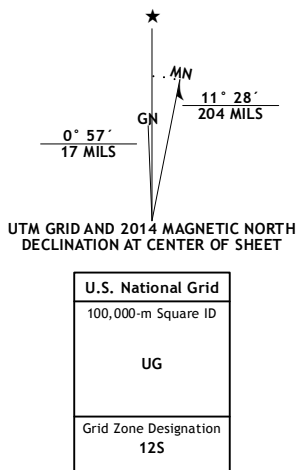 MN
GN
11° 28´
204 MILS
0° 57´
17 MILS
UTM GRID AND 2014 MAGNETIC NORTH
DECLINATION AT CENTER OF SHEET
U.S. National Grid
100,000-m Square ID
UG
Grid Zone Designation
12S